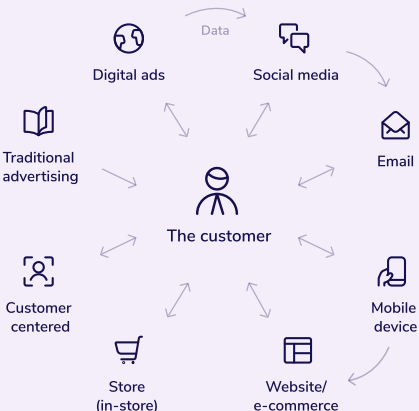 Data
Digital ads
Social media
Traditional
advertising
Email
The customer
Customer
centered
Mobile
device
Store
(in-store)
Website/
e-commerce